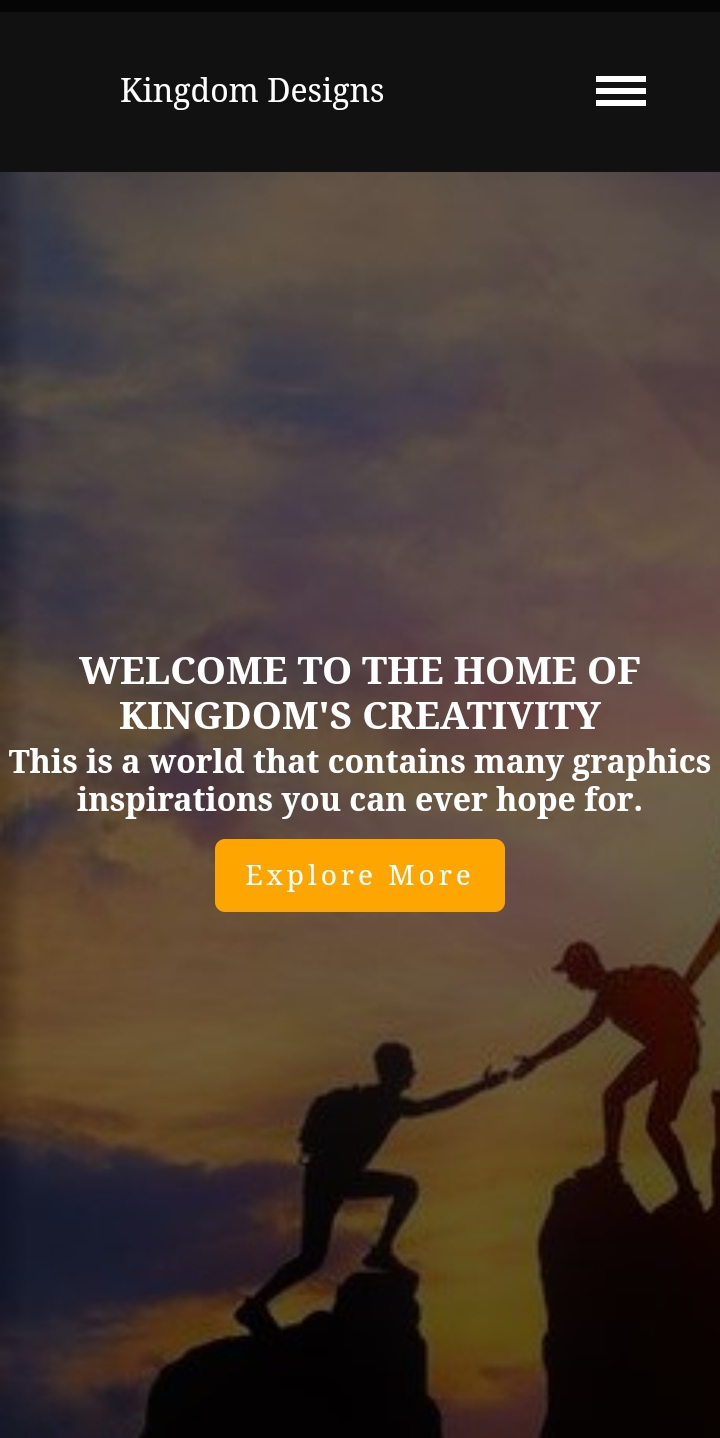 Kingdom Designs
WELCOME TO THE HOME OF
KINGDOM'S CREATIVITY
This is a world that contains many graphics
inspirations you can ever hope for.
Explore More